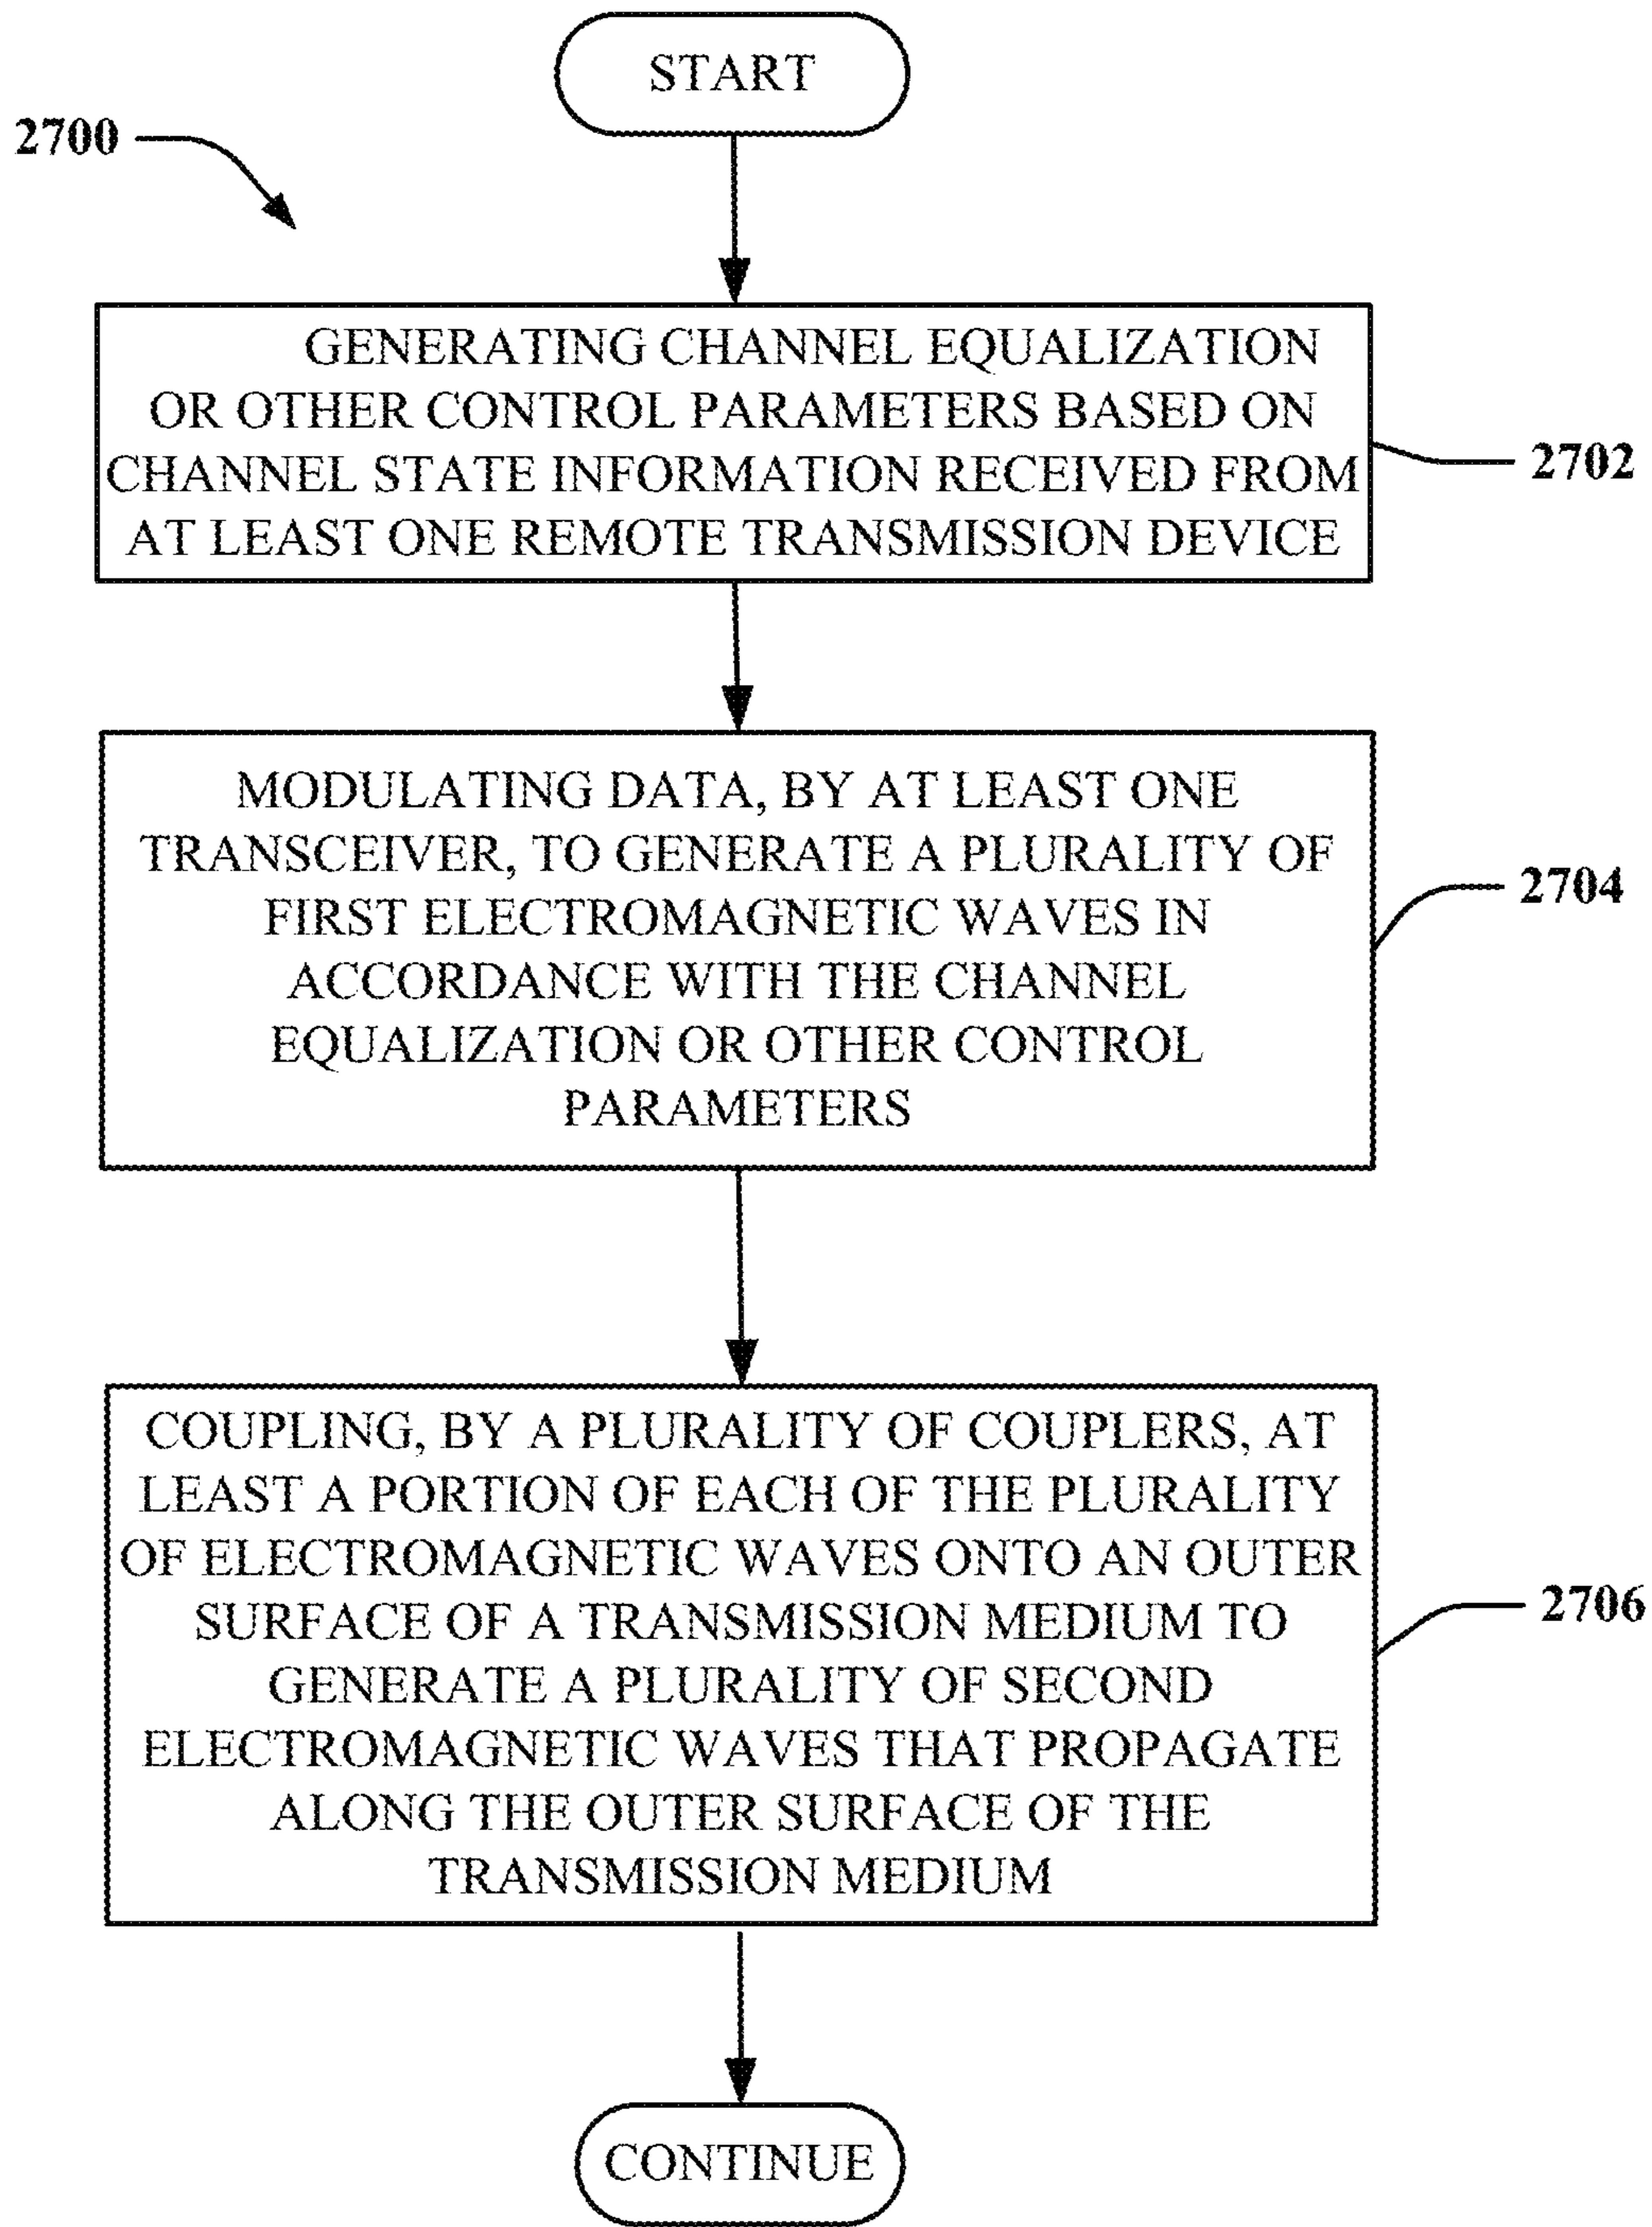 START
2700
GENERATING CHANNEL EQUALIZATION
OR OTHER CONTROL PARAMETERS BASED ON
CHANNEL STATE INFORMATION RECEIVED FROM
AT LEAST ONE REMOTE TRANSMISSION DEVICE
2702
MODULATING DATA, BY AT LEAST ONE
TRANSCEIVER, TO GENERATE A PLURALITY OF
FIRST ELECTROMAGNETIC WAVES IN
ACCORDANCE WITH THE CHANNEL
EQUALIZATION OR OTHER CONTROL
PARAMETERS
2704
COUPLING, BY A PLURALITY OF COUPLERS, AT
LEAST A PORTION OF EACH OF THE PLURALITY
OF ELECTROMAGNETIC WAVES ONTO AN OUTER
SURFACE OF A TRANSMISSION MEDIUM TO
GENERATE A PLURALITY OF SECOND
ELECTROMAGNETIC WAVES THAT PROPAGATE
ALONG THE OUTER SURFACE OF THE
TRANSMISSION MEDIUM
2706
CONTINUE